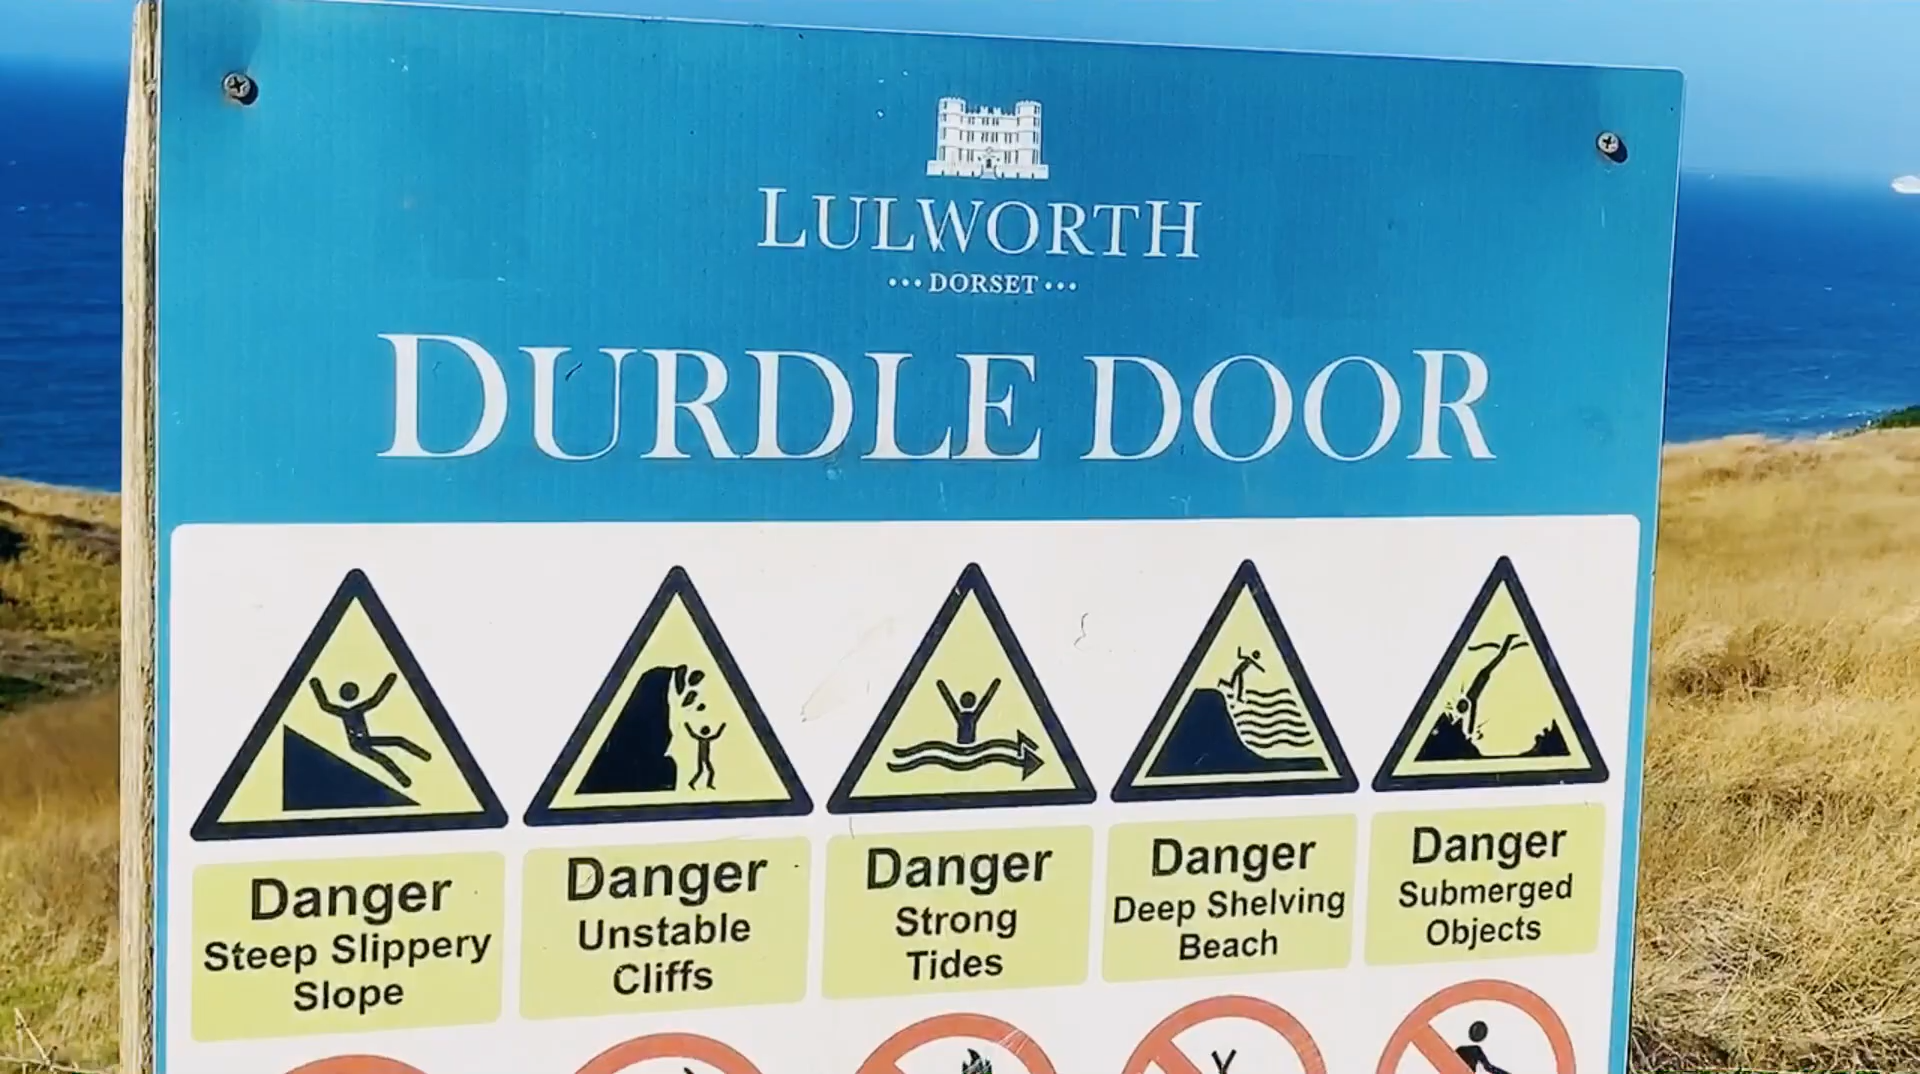 LULWORTH
••• DORSET •••
DURDLE DOOR
Danger
Steep Slippery
Slope
Danger
Unstable
Cliffs
Danger
Strong
Tides
Danger
Deep Shelving
Beach
Danger
Submerged
Objects